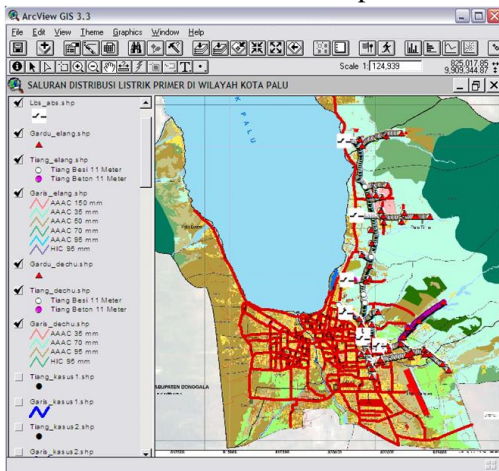 ArcView GIS 3.3
File Edit View Theme Graphics Window Help
Scale 1: 124,939
825,017.85
9,909,344.87
SALURAN DISTRIBUSI LISTRIK PRIMER DI WILAYAH KOTA PALU
Lbs_abs.shp
Gardu_elang.shp
Tiang_elang.shp
Tiang Besi 11 Meter
Tiang Beton 11 Meter
Garis_elang.shp
AAAC 150 mm
AAAC 35 mm
AAAC 50 mm
AAAC 70 mm
AAAC 95 mm
HIC 95 mm
Gardu_dechu.shp
Tiang_dechu.shp
Tiang Besi 11 Meter
Tiang Beton 11 Meter
Garis_dechu.shp
AAAC 35 mm
AAAC 70 mm
AAAC 95 mm
HIC 95 mm
Tiang_kasus1.shp
Garis_kasus1.shp
Tiang_kasus2.shp
Garis_kasus2.shp
PALU
KABUPATEN DONGGALA